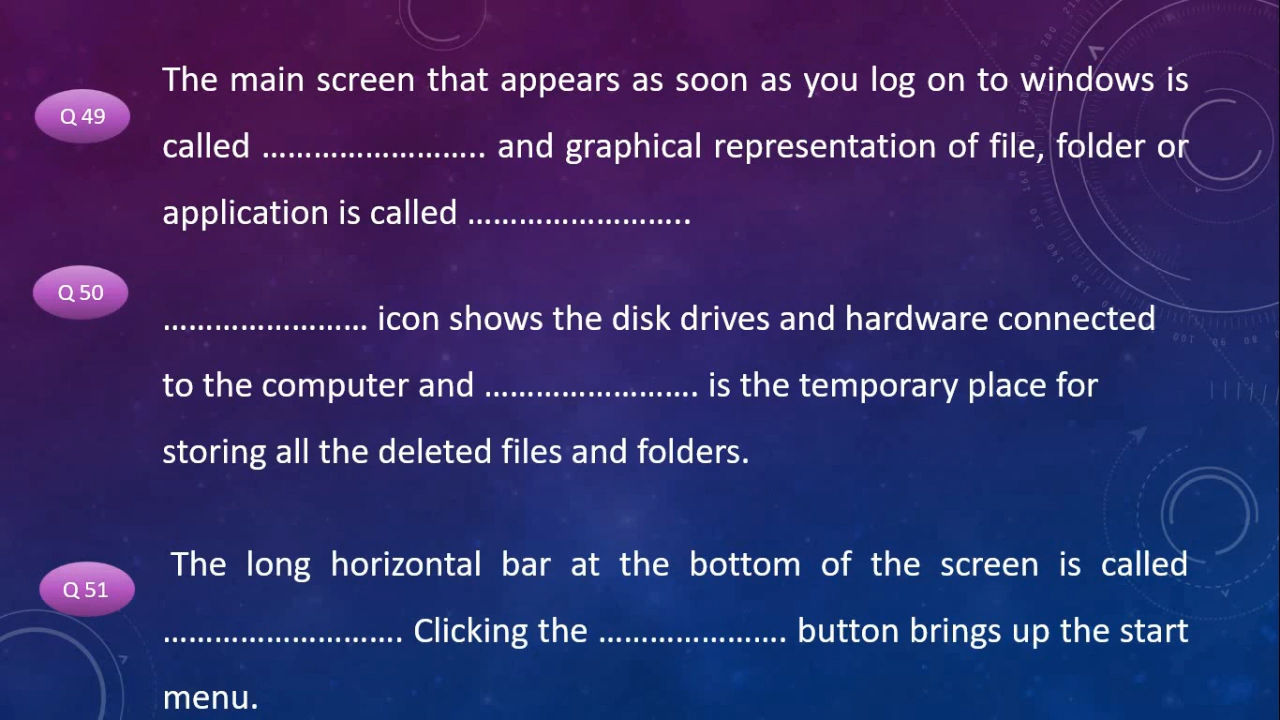 Q 49
The main screen that appears as soon as you log on to windows is
called …………………….. and graphical representation of file, folder or
application is called ……………………..
Q 50
…………………… icon shows the disk drives and hardware connected
to the computer and ……………………. is the temporary place for
storing all the deleted files and folders.
Q 51
The long horizontal bar at the bottom of the screen is called
………………………. Clicking the …………………. button brings up the start
menu.